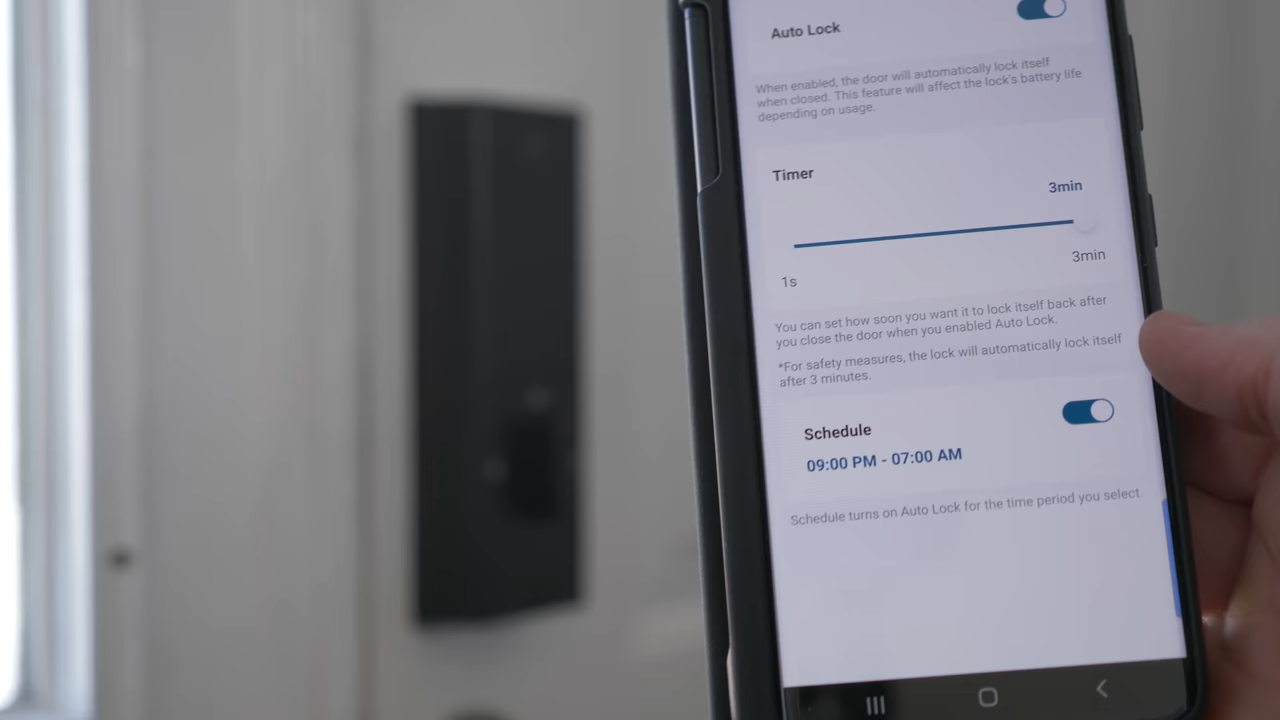 Auto Lock
When enabled, the door will automatically lock itself
when closed. This feature will affect the lock's battery life
depending on usage.
Timer
3min
1s
3min
You can set how soon you want it to lock itself back after
you close the door when you enabled Auto Lock.
*For safety measures, the lock will automatically lock itself
after 3 minutes.
Schedule
09:00 PM - 07:00 AM
Schedule turns on Auto Lock for the time period you select.